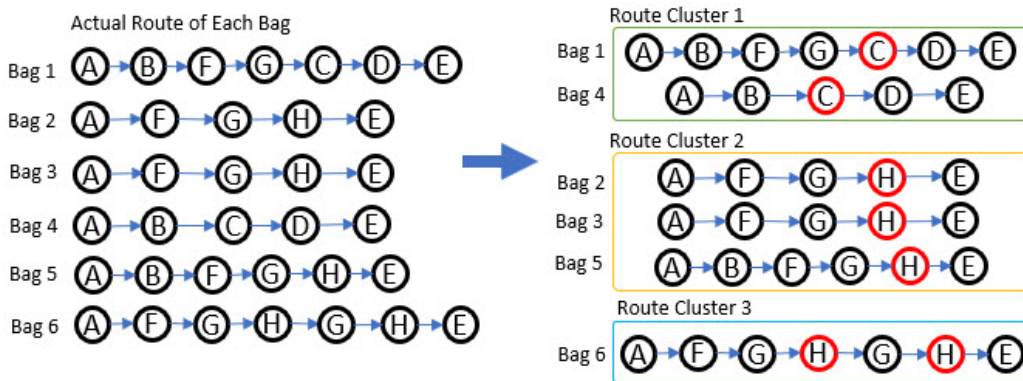 Actual Route of Each Bag
Bag 1 A B F G C D E
Bag 2 A F G H E
Bag 3 A F G H E
Bag 4 A B C D E
Bag 5 A B F G H E
Bag 6 A F G H G H E
Route Cluster 1
Bag 1 A B F G C D E
Bag 4 A B C D E
Route Cluster 2
Bag 2 A F G H E
Bag 3 A F G H E
Bag 5 A B F G H E
Route Cluster 3
Bag 6 A F G H G H E